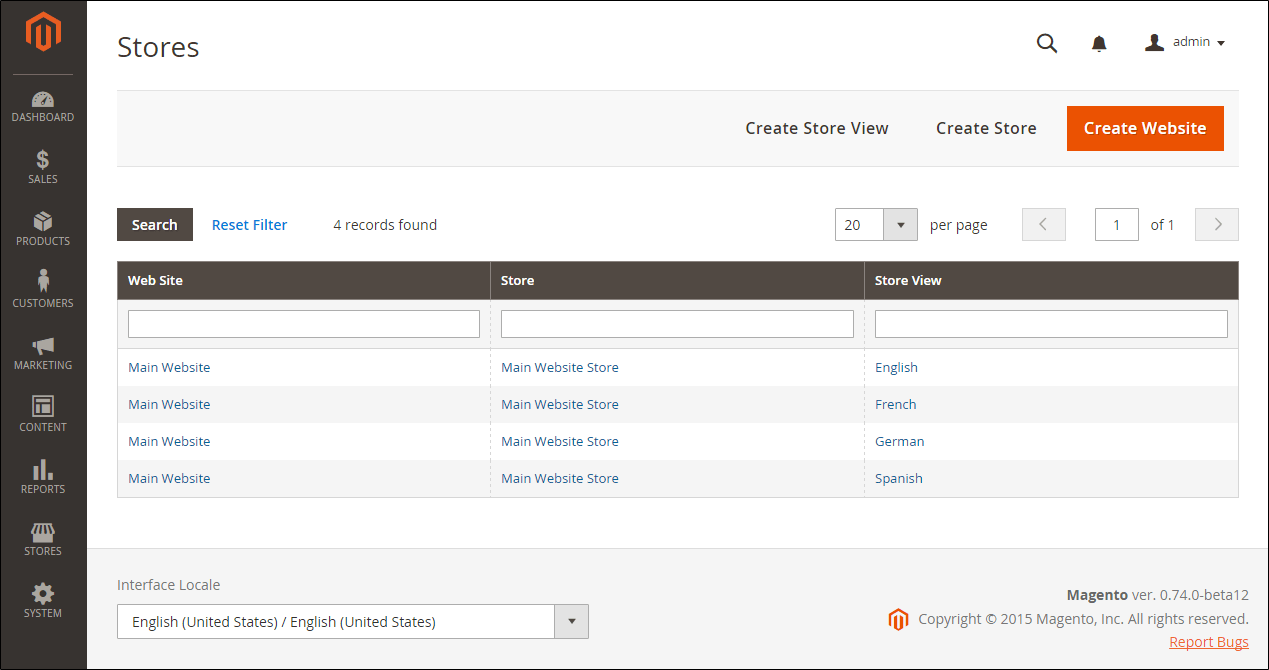 Stores
admin
DASHBOARD
SALES
PRODUCTS
CUSTOMERS
MARKETING
CONTENT
REPORTS
STORES
SYSTEM
Create Store View Create Store Create Website
Search Reset Filter 4 records found 20 per page 1 of 1
Web Site Store Store View
Main Website Main Website Store English
Main Website Main Website Store French
Main Website Main Website Store German
Main Website Main Website Store Spanish
Interface Locale
English (United States) / English (United States)
Magento ver. 0.74.0-beta12
Copyright © 2015 Magento, Inc. All rights reserved.
Report Bugs